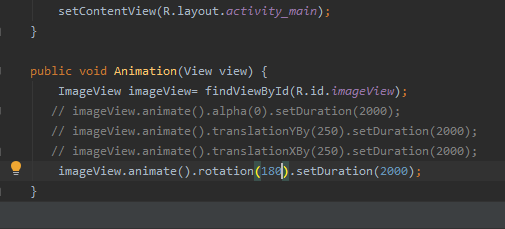 setContentView(R.layout.activity_main);
}
public void Animation(View view) {
ImageView imageView= findViewById(R.id.imageView);
// imageView.animate().alpha(0).setDuration(2000);
// imageView.animate().translationYBy(250).setDuration(2000);
// imageView.animate().translationXBy(250).setDuration(2000);
imageView.animate().rotation(180).setDuration(2000);
}